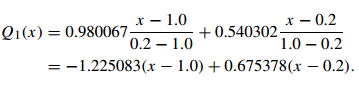 Q₁(x) = 0.980067 (x − 1.0)/(0.2 − 1.0) + 0.540302 (x − 0.2)/(1.0 − 0.2)
= −1.225083(x − 1.0) + 0.675378(x − 0.2).